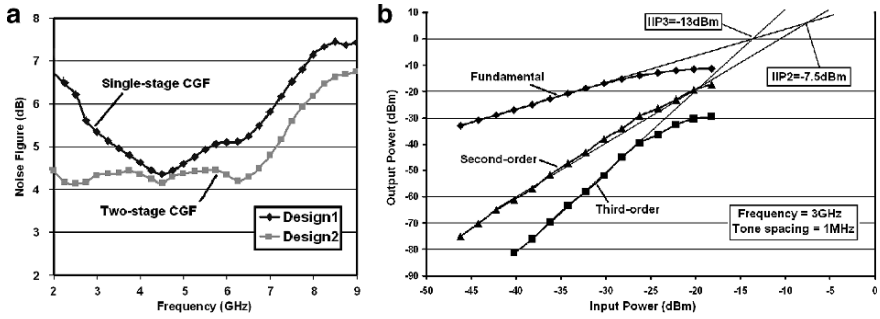 a
8
7
6
5
4
3
2
Noise Figure (dB)
Single-stage CGF
Two-stage CGF
Design1
Design2
2 3 4 5 6 7 8 9
Frequency (GHz)
b
10
0
-10
-20
-30
-40
-50
-60
-70
-80
-90
Output Power (dBm)
IIP3=-13dBm
IIP2=-7.5dBm
Fundamental
Second-order
Third-order
Frequency = 3GHz
Tone spacing = 1MHz
-50 -45 -40 -35 -30 -25 -20 -15 -10 -5 0
Input Power (dBm)